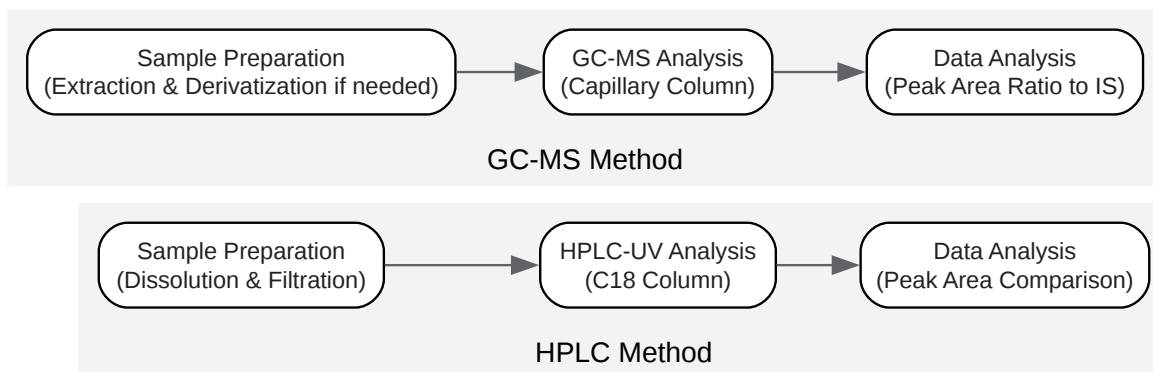 Sample Preparation
(Extraction & Derivatization if needed)
GC-MS Analysis
(Capillary Column)
Data Analysis
(Peak Area Ratio to IS)
GC-MS Method
Sample Preparation
(Dissolution & Filtration)
HPLC-UV Analysis
(C18 Column)
Data Analysis
(Peak Area Comparison)
HPLC Method